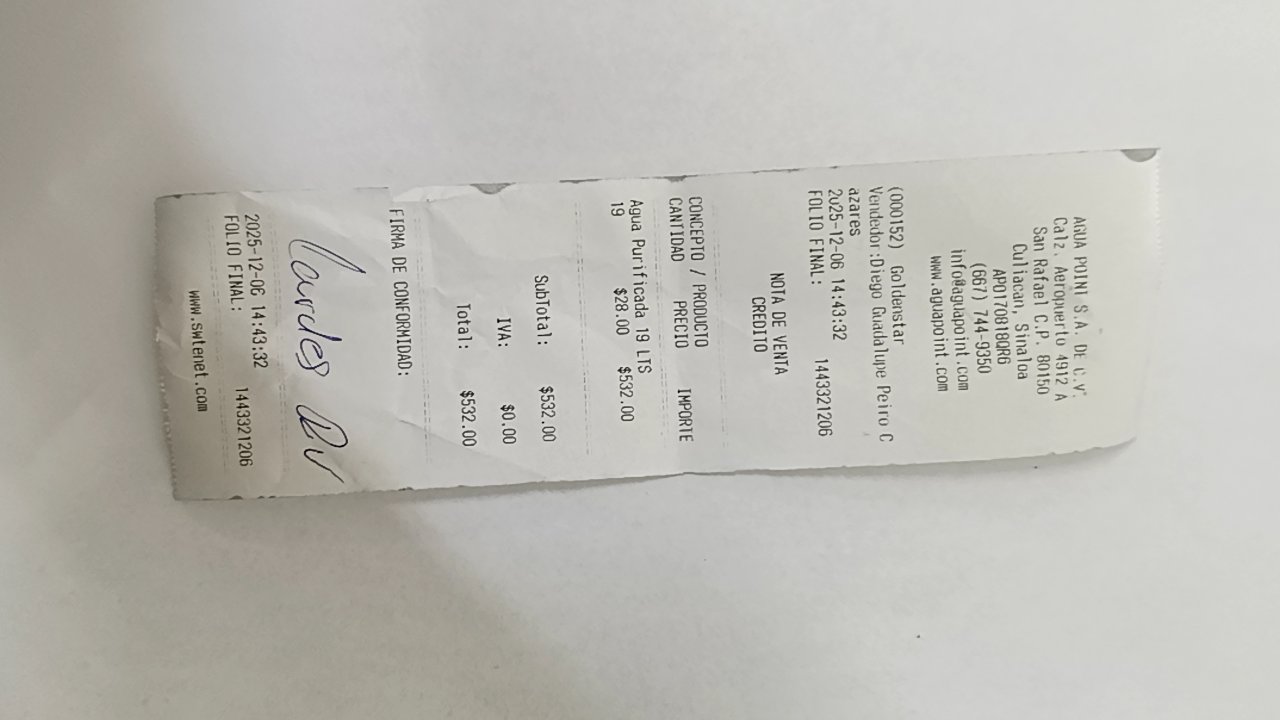 AGUA POINT S.A. DE C.V.
Calz. Aeropuerto 4912 A
San Rafael C.P. 80150
Culiacan, Sinaloa
APO170818QR6
(667) 744-9350
info@aguapoint.com
www.aguapoint.com
(000152) Goldenstar
Vendedor:Diego Guadalupe Peiro C
azares
2025-12-06 14:43:32
FOLIO FINAL: 1443321206
NOTA DE VENTA
CREDITO
CONCEPTO / PRODUCTO
CANTIDAD PRECIO IMPORTE
Agua Purificada 19 LTS
19 $28.00 $532.00
SubTotal: $532.00
IVA: $0.00
Total: $532.00
FIRMA DE CONFORMIDAD:
2025-12-06 14:43:32
FOLIO FINAL: 1443321206
www.swtenet.com